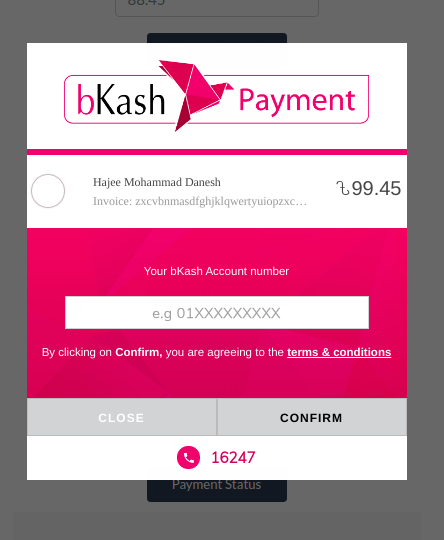 88.45
bKash Payment
Hajee Mohammad Danesh
৳99.45
Invoice: zxcvbnmasdfghjklqwertyuiopzxc...
Your bKash Account number
e.g 01XXXXXXXXX
By clicking on Confirm, you are agreeing to the terms & conditions
CLOSE
CONFIRM
16247
Payment Status